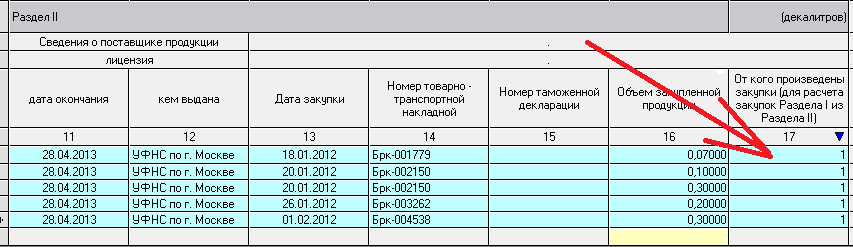 Раздел II (декалитров)
Сведения о поставщике продукции .
лицензия .
дата окончания кем выдана Дата закупки Номер товарно - транспортной накладной Номер таможенной декларации Объем закупленной продукции От кого произведены закупки (для расчета закупок Раздела I из Раздела II)
11 12 13 14 15 16 17
28.04.2013 УФНС по г. Москве 18.01.2012 Брк-001779 0,07000 1
28.04.2013 УФНС по г. Москве 20.01.2012 Брк-002150 0,10000 1
28.04.2013 УФНС по г. Москве 20.01.2012 Брк-002150 0,30000 1
28.04.2013 УФНС по г. Москве 26.01.2012 Брк-003262 0,20000 1
28.04.2013 УФНС по г. Москве 01.02.2012 Брк-004538 0,30000 1